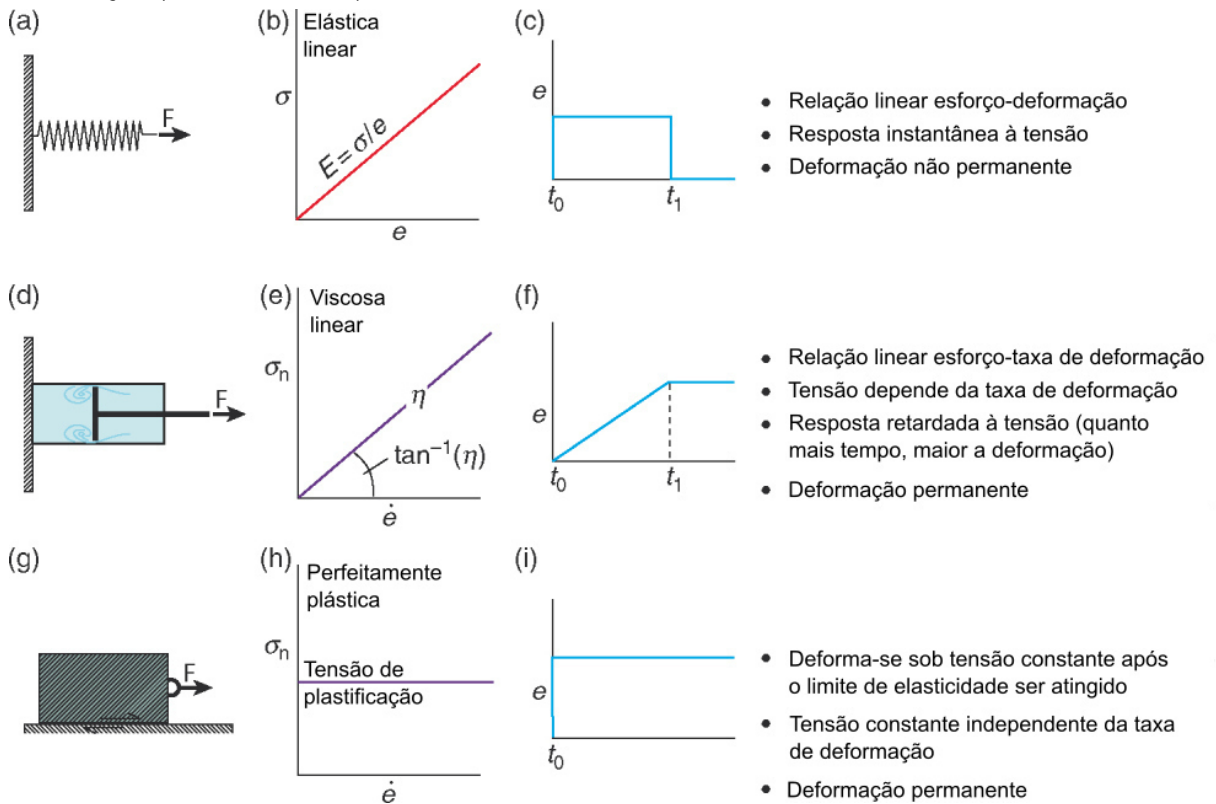 (a)
F
(b)
Elástica
linear
σ
E = σ/e
e
(c)
e
t₀
t₁
• Relação linear esforço-deformação
• Resposta instantânea à tensão
• Deformação não permanente
(d)
F
(e)
Viscosa
linear
σₙ
η
tan⁻¹(η)
ė
(f)
e
t₀
t₁
• Relação linear esforço-taxa de deformação
• Tensão depende da taxa de deformação
• Resposta retardada à tensão (quanto
mais tempo, maior a deformação)
• Deformação permanente
(g)
F
(h)
Perfeitamente
plástica
σₙ
Tensão de
plastificação
ė
(i)
e
t₀
• Deforma-se sob tensão constante após
o limite de elasticidade ser atingido
• Tensão constante independente da taxa
de deformação
• Deformação permanente